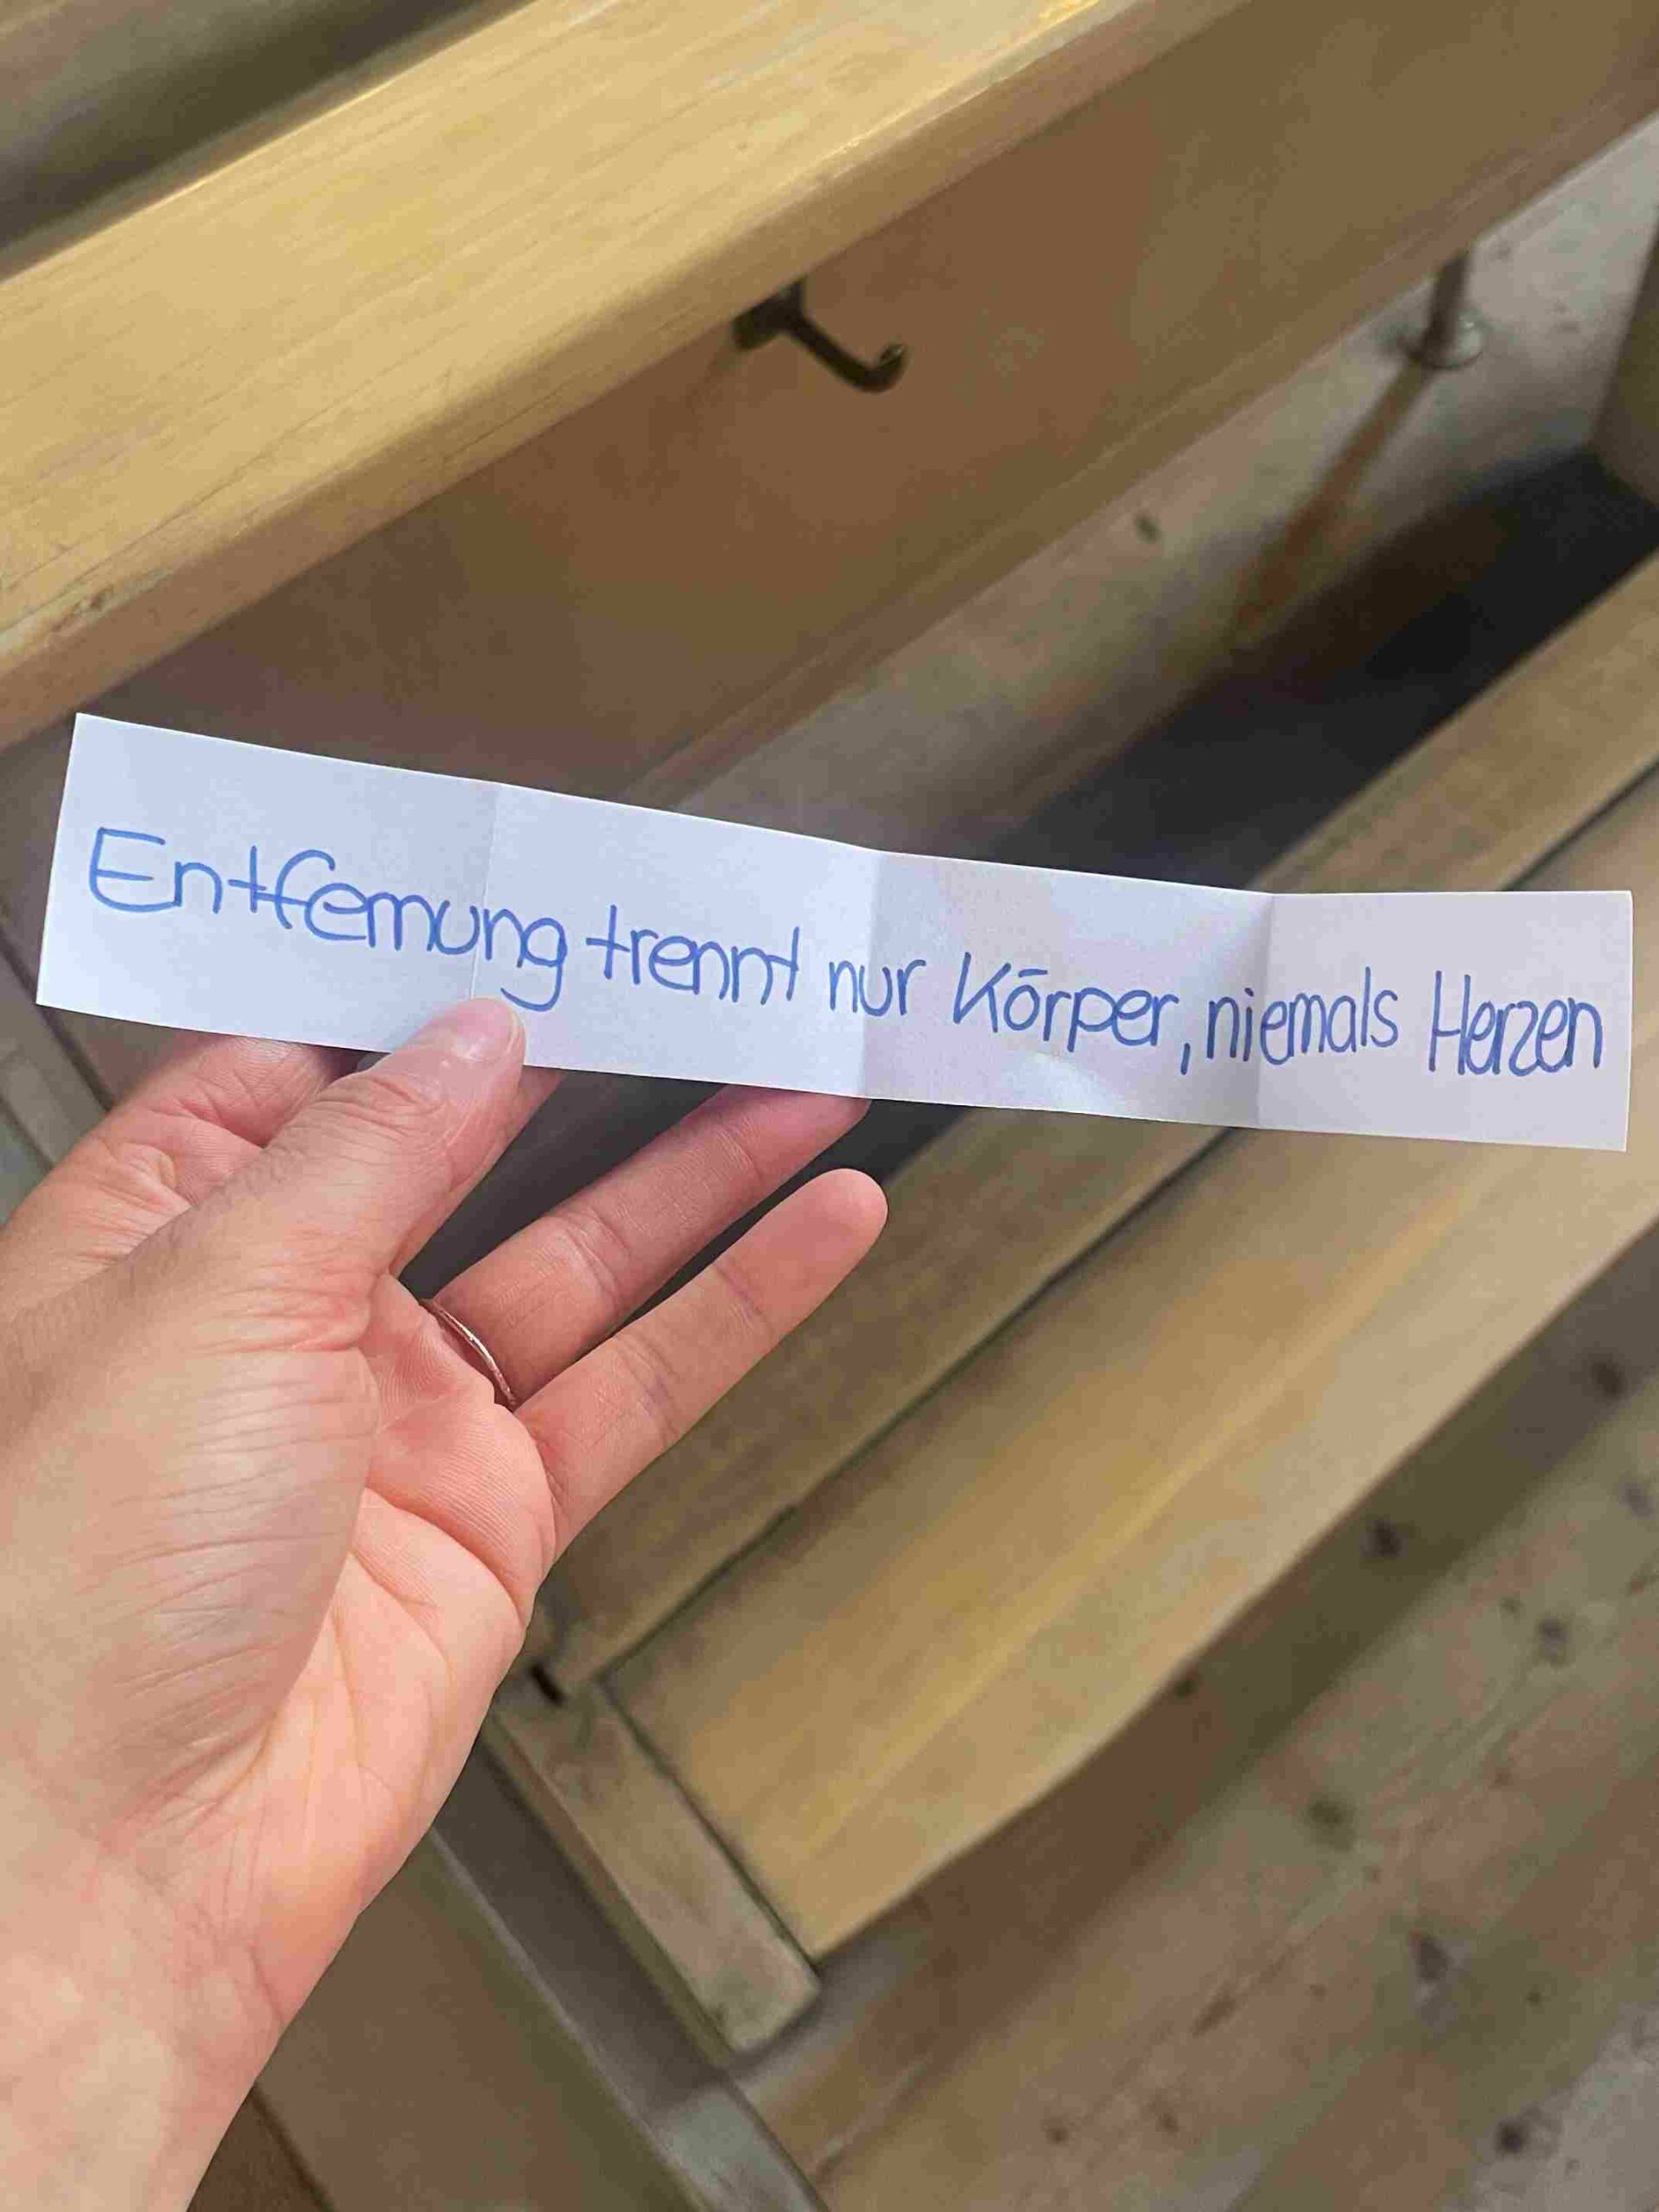 Entfernung trennt nur Körper, niemals Herzen